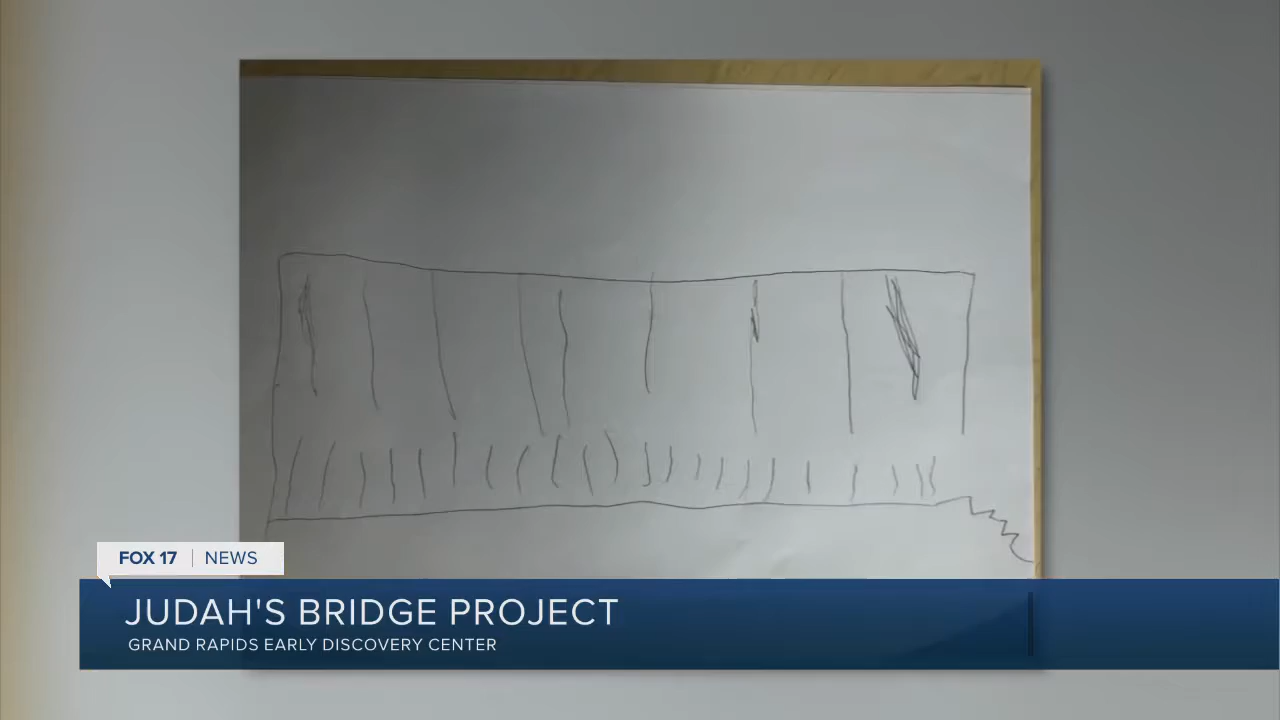 FOX 17 | NEWS
JUDAH'S BRIDGE PROJECT
GRAND RAPIDS EARLY DISCOVERY CENTER